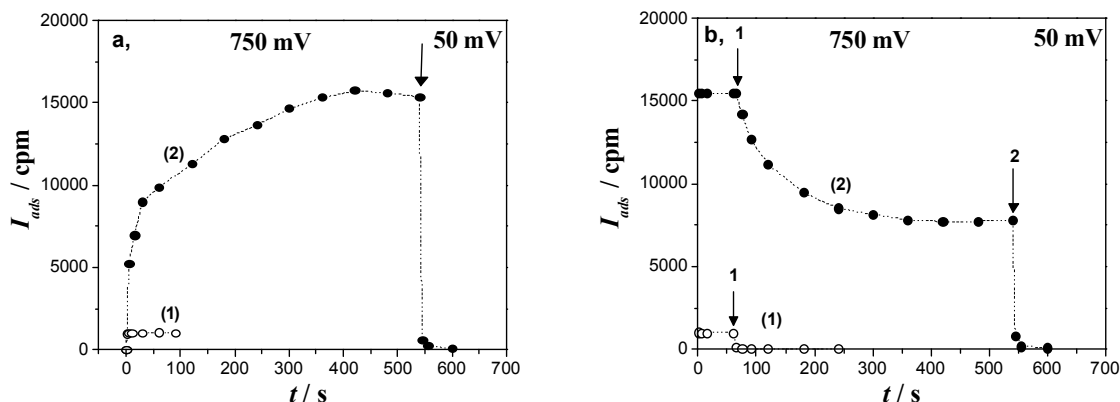 a,
750 mV
50 mV
20000
15000
10000
5000
0
I_ads / cpm
(2)
(1)
0 100 200 300 400 500 600 700
t / s
b,
1
750 mV
50 mV
20000
15000
10000
5000
0
I_ads / cpm
2
(2)
1
(1)
0 100 200 300 400 500 600 700 800
t / s